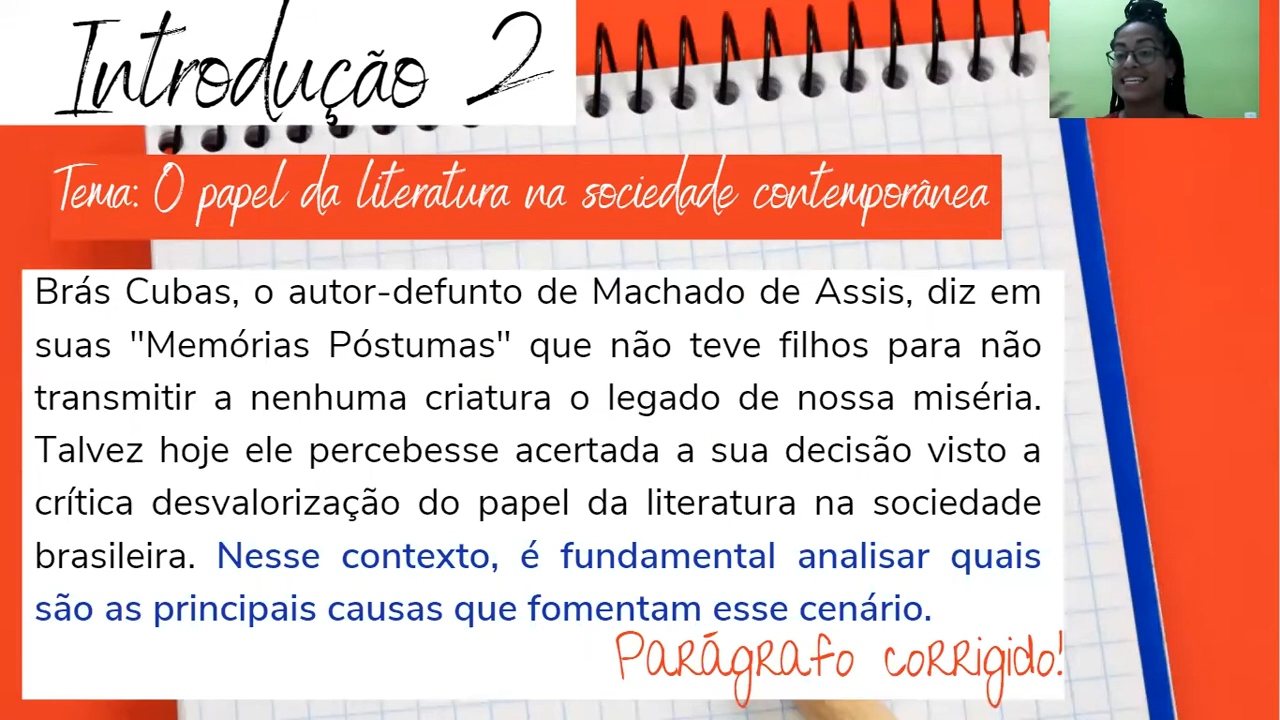 Introdução 2
Tema: O papel da literatura na sociedade contemporânea
Brás Cubas, o autor-defunto de Machado de Assis, diz em
suas "Memórias Póstumas" que não teve filhos para não
transmitir a nenhuma criatura o legado de nossa miséria.
Talvez hoje ele percebesse acertada a sua decisão visto a
crítica desvalorização do papel da literatura na sociedade
brasileira. Nesse contexto, é fundamental analisar quais
são as principais causas que fomentam esse cenário.
Parágrafo corrigido!